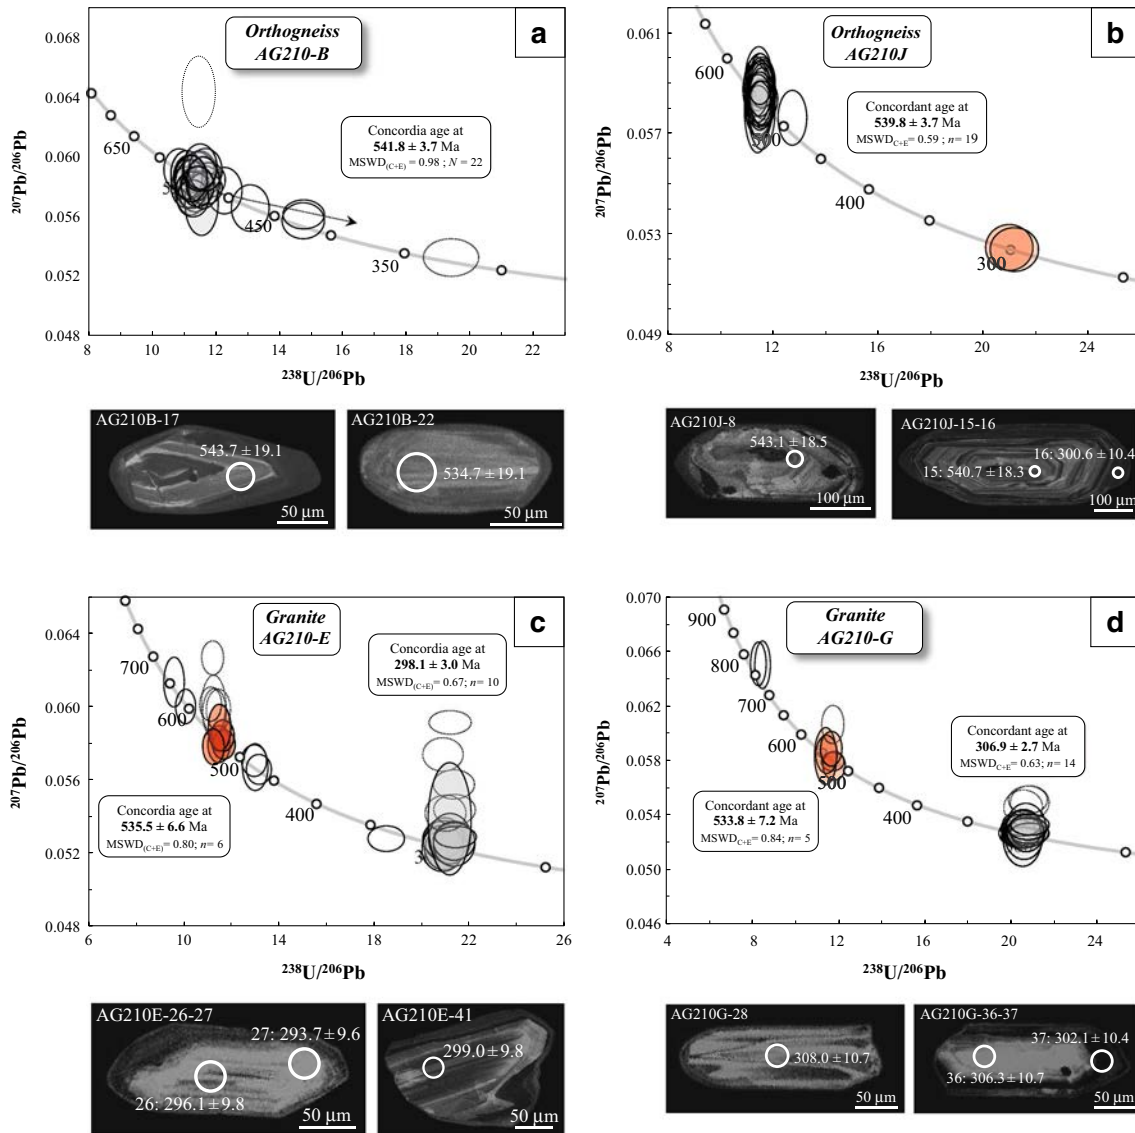 a
Orthogneiss
AG210-B
Concordia age at
541.8 ± 3.7 Ma
MSWD(C+E) = 0.98 ; N = 22
0.068
0.064
0.060
0.056
0.052
0.048
650
450
350
8 10 12 14 16 18 20 22
207Pb/206Pb
238U/206Pb
AG210B-17
543.7 ± 19.1
50 µm
AG210B-22
534.7 ± 19.1
50 µm
b
Orthogneiss
AG210J
Concordant age at
539.8 ± 3.7 Ma
MSWDC+E = 0.59 ; n= 19
0.061
0.057
0.053
0.049
600
400
300
8 12 16 20 24
207Pb/206Pb
238U/206Pb
AG210J-8
543.1 ± 18.5
100 µm
AG210J-15-16
16: 300.6 ± 10.4
15: 540.7 ± 18.3
100 µm
c
Granite
AG210-E
Concordia age at
298.1 ± 3.0 Ma
MSWD(C+E) = 0.67; n= 10
Concordia age at
535.5 ± 6.6 Ma
MSWD(C+E) = 0.80; n= 6
0.064
0.060
0.056
0.052
0.048
700
600
500
400
6 10 14 18 22 26
207Pb/206Pb
238U/206Pb
AG210E-26-27
27: 293.7 ± 9.6
26: 296.1 ± 9.8
50 µm
AG210E-41
299.0 ± 9.8
50 µm
d
Granite
AG210-G
Concordant age at
306.9 ± 2.7 Ma
MSWDC+E = 0.63; n= 14
Concordant age at
533.8 ± 7.2 Ma
MSWDC+E = 0.84; n= 5
0.070
0.066
0.062
0.058
0.054
0.050
0.046
900
800
700
600
500
400
4 8 12 16 20 24
207Pb/206Pb
238U/206Pb
AG210G-28
308.0 ± 10.7
50 µm
AG210G-36-37
37: 302.1 ± 10.4
36: 306.3 ± 10.7
50 µm